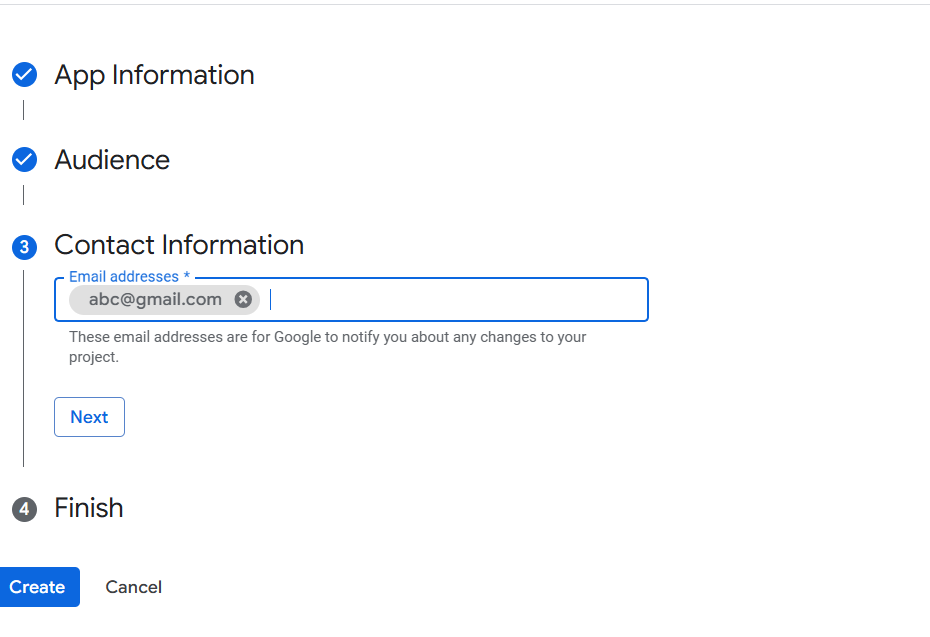 App Information
Audience
3 Contact Information
Email addresses *
abc@gmail.com
These email addresses are for Google to notify you about any changes to your
project.
Next
4 Finish
Create Cancel